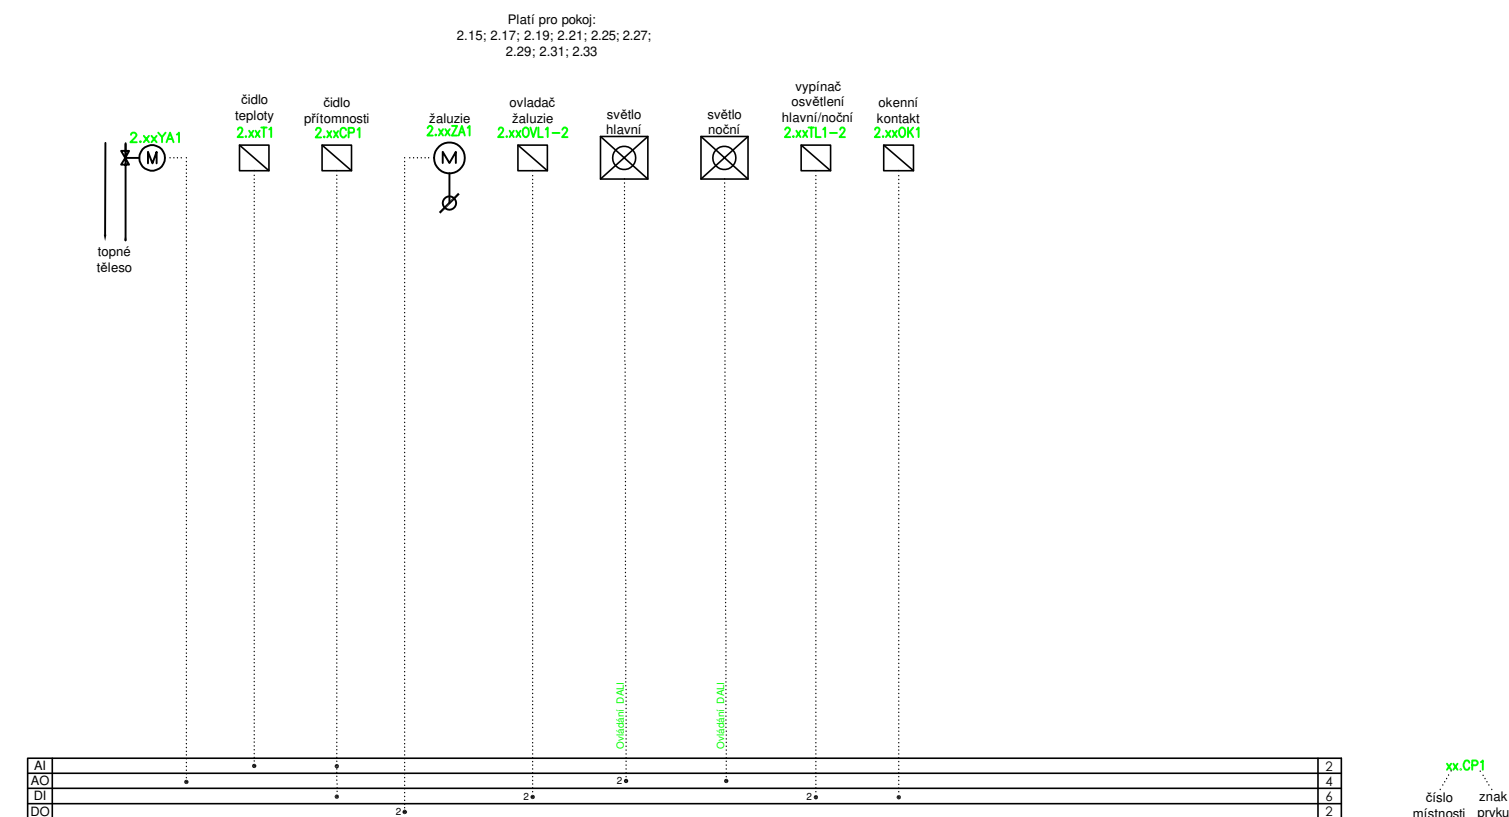 Platí pro pokoj:
2.15; 2.17; 2.19; 2.21; 2.25; 2.27;
2.29; 2.31; 2.33
2.xxYA1
M
topné
těleso
čidlo
teploty
2.xxT1
čidlo
přítomnosti
2.xxCP1
žaluzie
2.xxZA1
M
ovladač
žaluzie
2.xxOVL1-2
světlo
hlavní
světlo
noční
vypínač
osvětlení
hlavní/noční
2.xxTL1-2
okenní
kontakt
2.xxOK1
Ovládání DALI
Ovládání DALI
AI 2
AO 2 4
DI 2 2 6
DO 2 2
xx.CP1
číslo
místnosti
znak
prvku